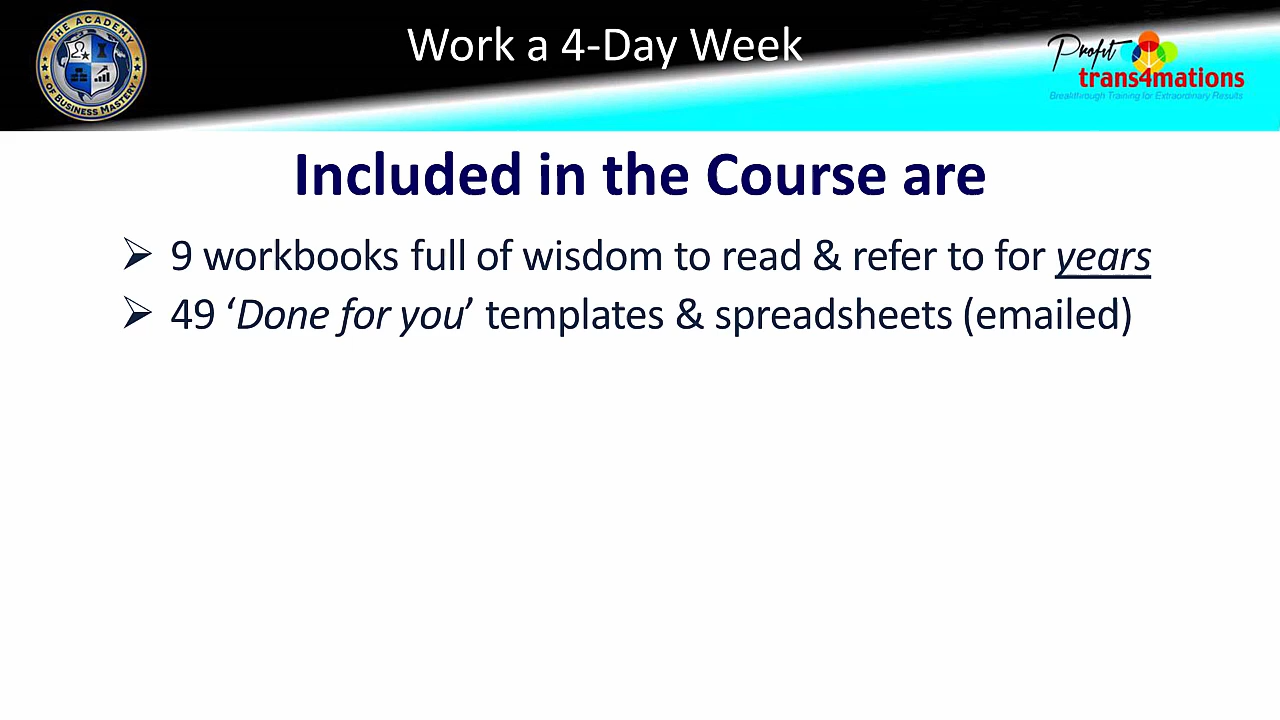 THE ACADEMY
OF BUSINESS MASTERY
Work a 4-Day Week
Profit
trans4mations
Breakthrough Training for Extraordinary Results
Included in the Course are
➢ 9 workbooks full of wisdom to read & refer to for years
➢ 49 ‘Done for you’ templates & spreadsheets (emailed)